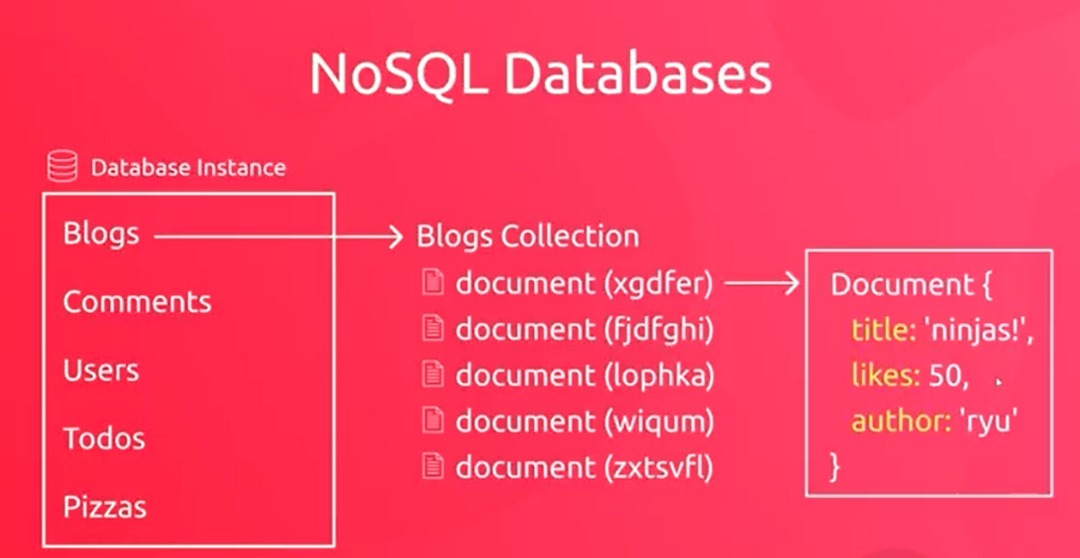 NoSQL Databases
Database Instance
Blogs
Comments
Users
Todos
Pizzas
Blogs Collection
document (xgdfer)
document (fjdfghi)
document (lophka)
document (wiqum)
document (zxtsvfl)
Document {
title: 'ninjas!',
likes: 50,
author: 'ryu'
}